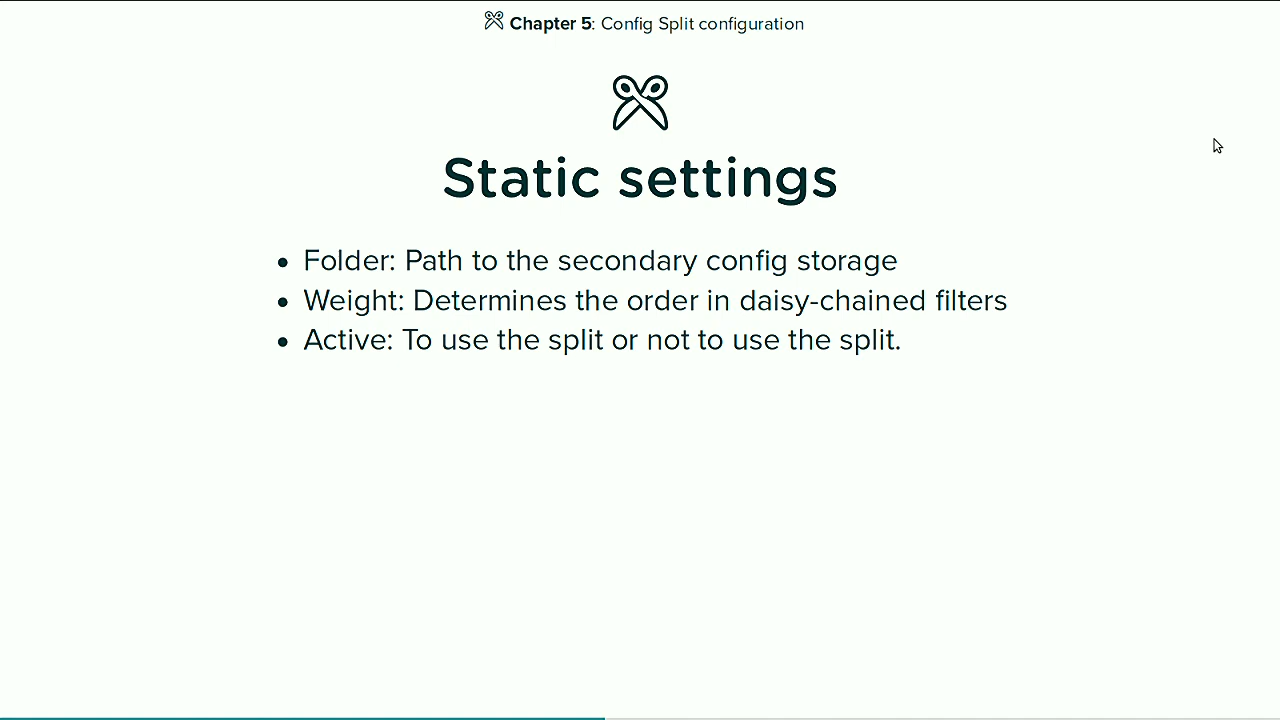 Chapter 5: Config Split configuration
Static settings
• Folder: Path to the secondary config storage
• Weight: Determines the order in daisy-chained filters
• Active: To use the split or not to use the split.